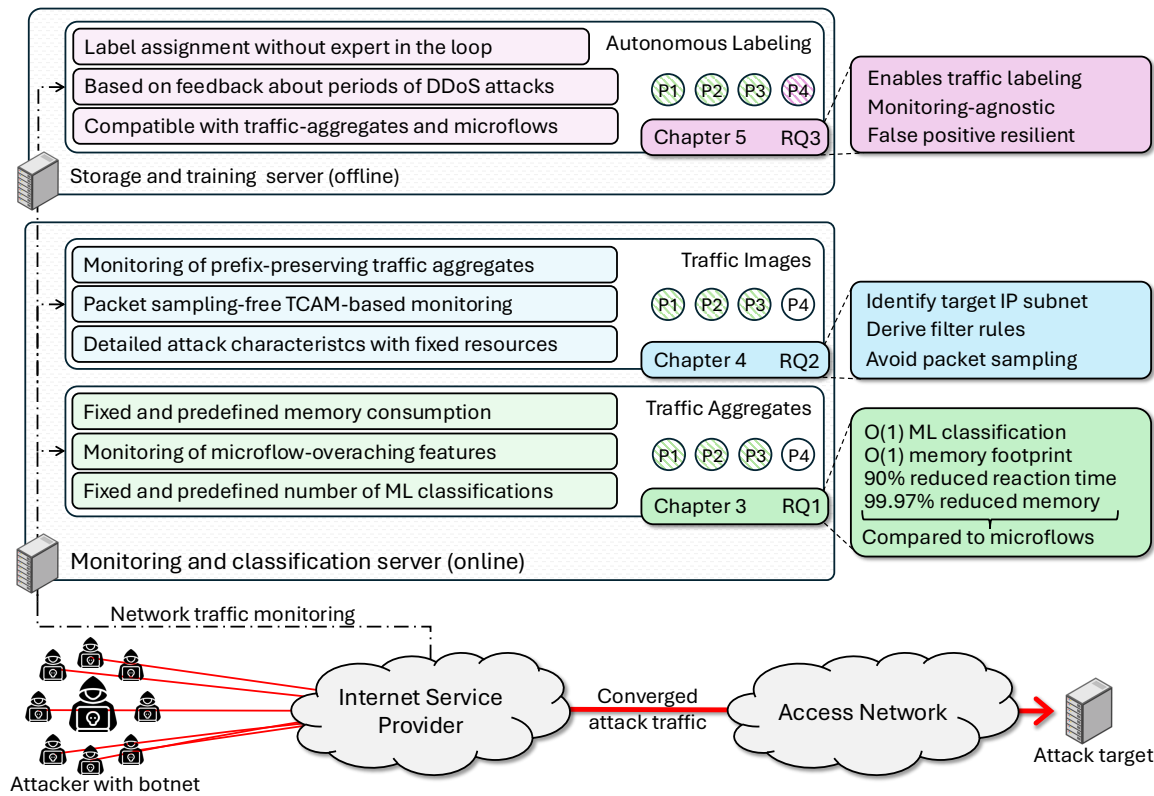 Label assignment without expert in the loop
Autonomous Labeling
Based on feedback about periods of DDoS attacks
P1 P2 P3 P4
Compatible with traffic-aggregates and microflows
Chapter 5 RQ3
Enables traffic labeling
Monitoring-agnostic
False positive resilient
Storage and training server (offline)
Monitoring of prefix-preserving traffic aggregates
Traffic Images
Packet sampling-free TCAM-based monitoring
P1 P2 P3 P4
Detailed attack characteristcs with fixed resources
Chapter 4 RQ2
Identify target IP subnet
Derive filter rules
Avoid packet sampling
Fixed and predefined memory consumption
Traffic Aggregates
Monitoring of microflow-overaching features
P1 P2 P3 P4
Fixed and predefined number of ML classifications
Chapter 3 RQ1
O(1) ML classification
O(1) memory footprint
90% reduced reaction time
99.97% reduced memory
Compared to microflows
Monitoring and classification server (online)
Network traffic monitoring
Internet Service
Provider
Converged
attack traffic
Access Network
Attacker with botnet
Attack target